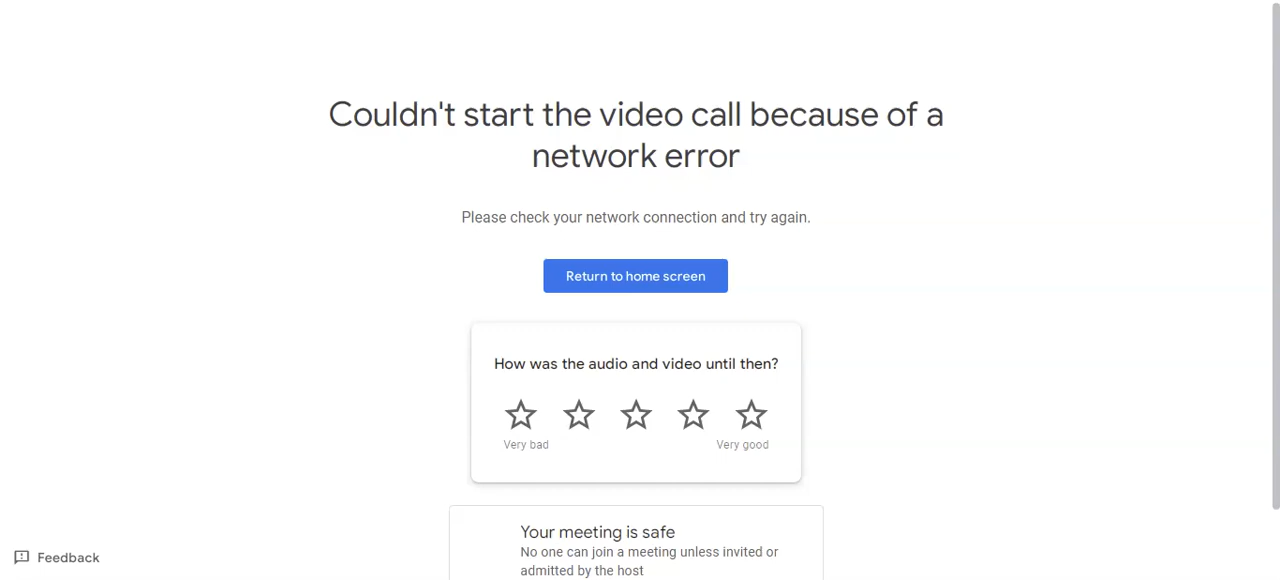 Couldn't start the video call because of a
network error
Please check your network connection and try again.
Return to home screen
How was the audio and video until then?
Very bad
Very good
Your meeting is safe
No one can join a meeting unless invited or
admitted by the host
Feedback